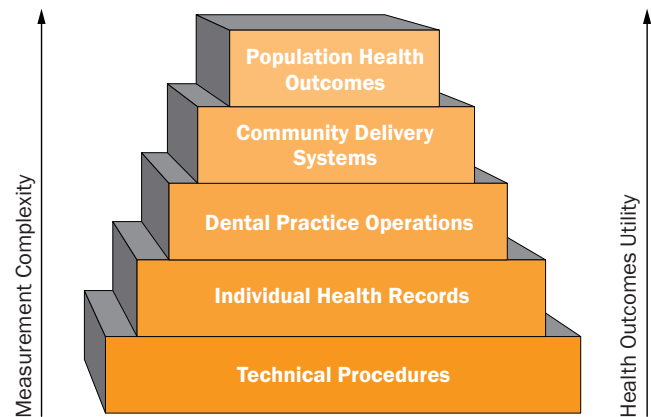 Population Health
Outcomes
Community Delivery
Systems
Dental Practice Operations
Individual Health Records
Technical Procedures
Measurement Complexity
Health Outcomes Utility